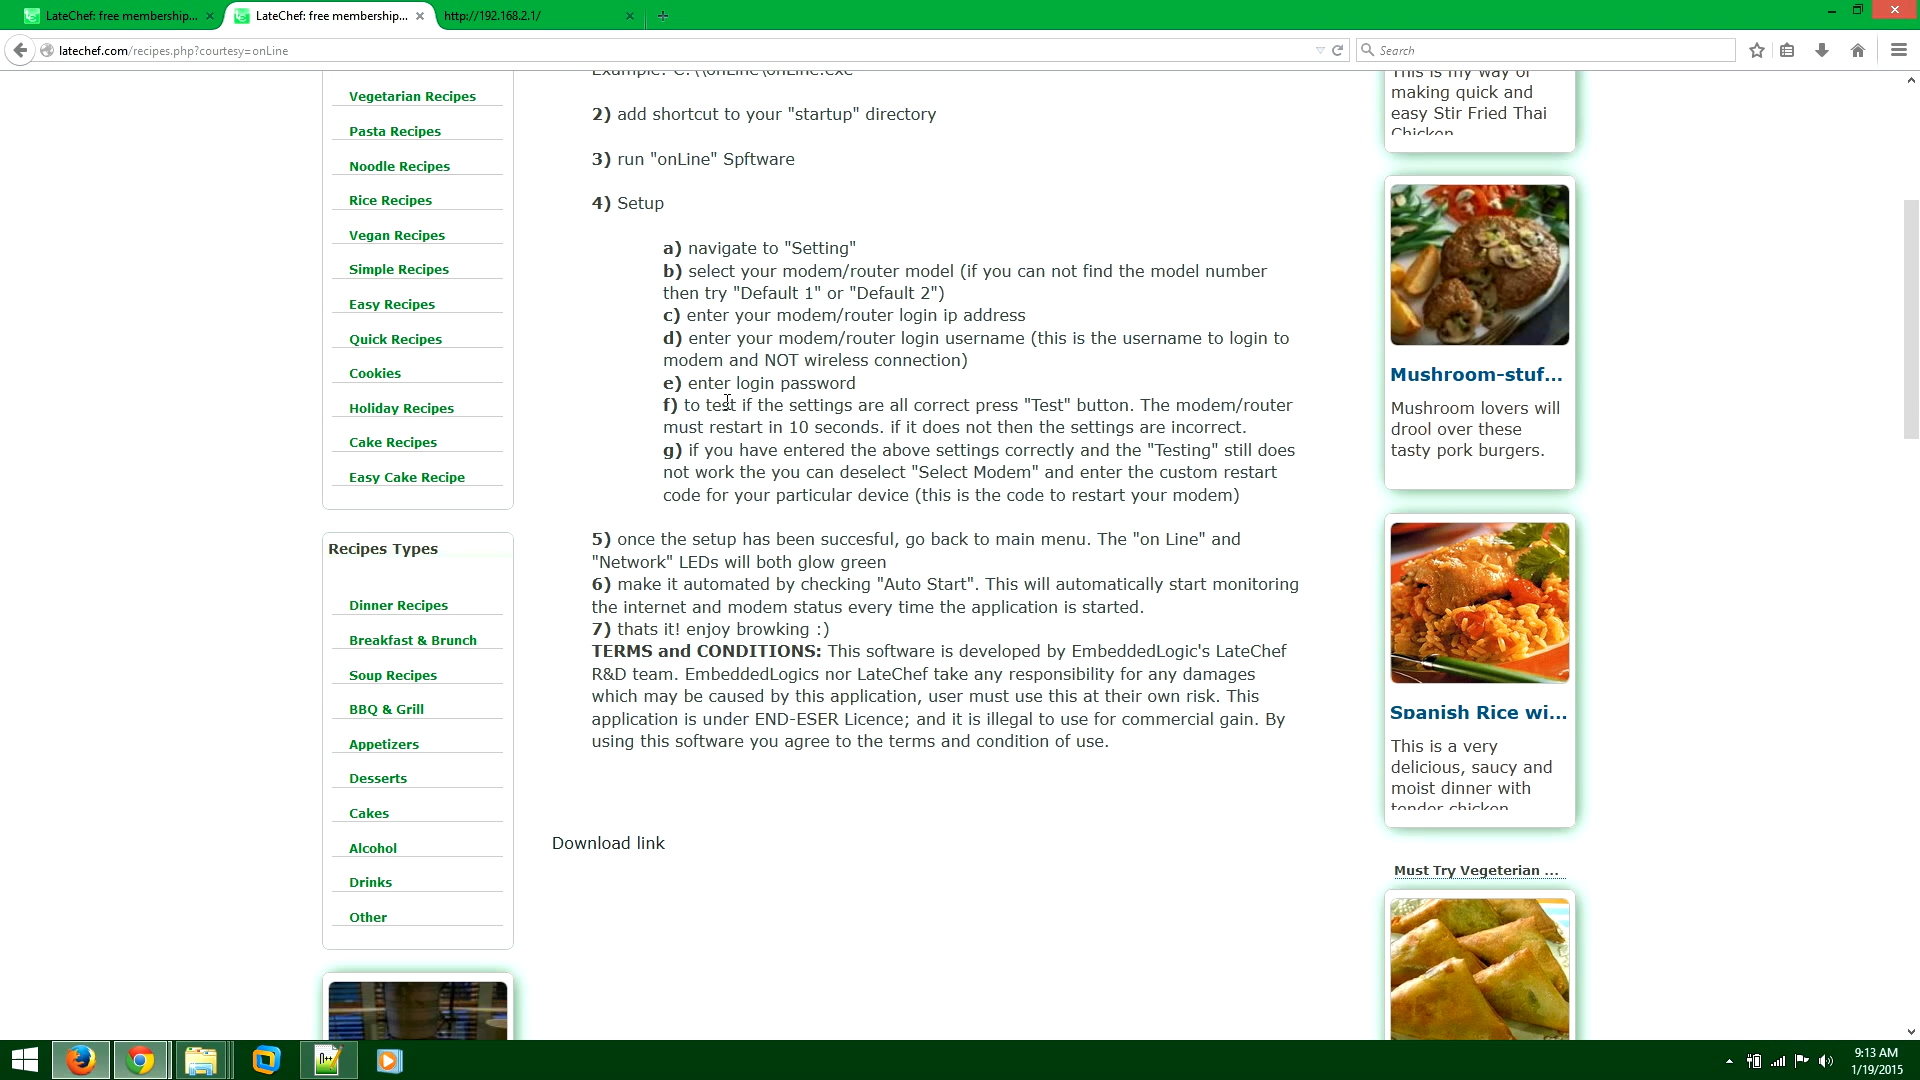 LateChef: free membership...
LateChef: free membership...
http://192.168.2.1/
latechef.com/recipes.php?courtesy=onLine
Search
Vegetarian Recipes
Pasta Recipes
Noodle Recipes
Rice Recipes
Vegan Recipes
Simple Recipes
Easy Recipes
Quick Recipes
Cookies
Holiday Recipes
Cake Recipes
Easy Cake Recipe
Recipes Types
Dinner Recipes
Breakfast & Brunch
Soup Recipes
BBQ & Grill
Appetizers
Desserts
Cakes
Alcohol
Drinks
Other
Example: C:\\onLine\onLine.exe
2) add shortcut to your "startup" directory
3) run "onLine" Spftware
4) Setup
a) navigate to "Setting"
b) select your modem/router model (if you can not find the model number
then try "Default 1" or "Default 2")
c) enter your modem/router login ip address
d) enter your modem/router login username (this is the username to login to
modem and NOT wireless connection)
e) enter login password
f) to test if the settings are all correct press "Test" button. The modem/router
must restart in 10 seconds. if it does not then the settings are incorrect.
g) if you have entered the above settings correctly and the "Testing" still does
not work the you can deselect "Select Modem" and enter the custom restart
code for your particular device (this is the code to restart your modem)
5) once the setup has been succesful, go back to main menu. The "on Line" and
"Network" LEDs will both glow green
6) make it automated by checking "Auto Start". This will automatically start monitoring
the internet and modem status every time the application is started.
7) thats it! enjoy browking :)
TERMS and CONDITIONS: This software is developed by EmbeddedLogic's LateChef
R&D team. EmbeddedLogics nor LateChef take any responsibility for any damages
which may be caused by this application, user must use this at their own risk. This
application is under END-ESER Licence; and it is illegal to use for commercial gain. By
using this software you agree to the terms and condition of use.
Download link
This is my way of
making quick and
easy Stir Fried Thai
Chicken
Mushroom-stuf...
Mushroom lovers will
drool over these
tasty pork burgers.
Spanish Rice wi...
This is a very
delicious, saucy and
moist dinner with
tender chicken
Must Try Vegeterian ...
9:13 AM
1/19/2015